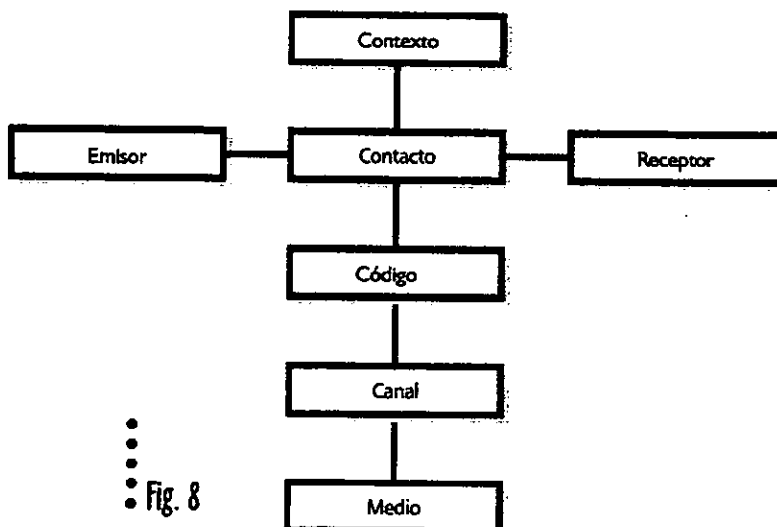 Contexto
Emisor
Contacto
Receptor
Código
Canal
Fig. 8
Medio